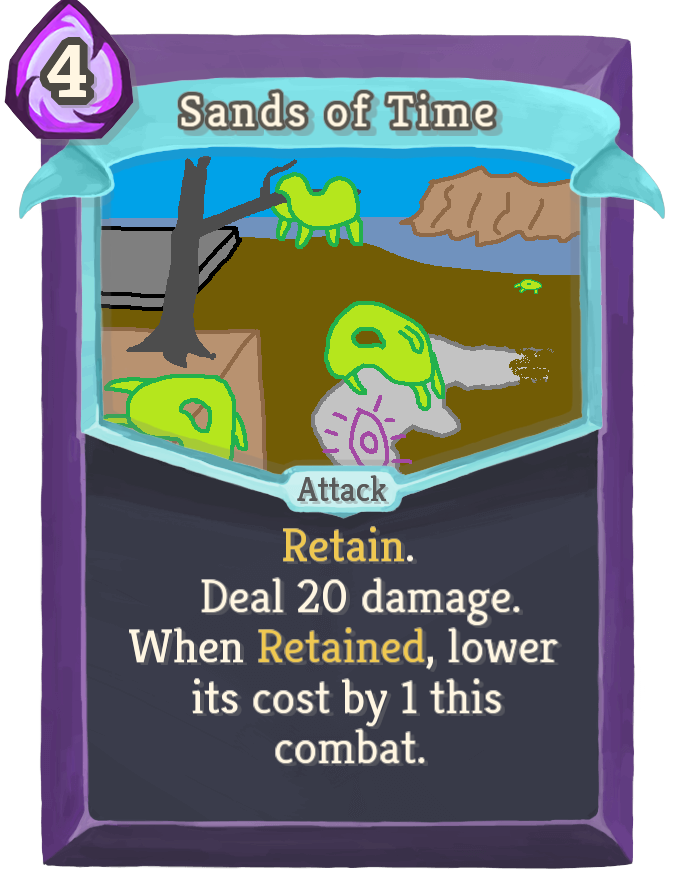 4
Sands of Time
Attack
Retain.
Deal 20 damage.
When Retained, lower
its cost by 1 this
combat.